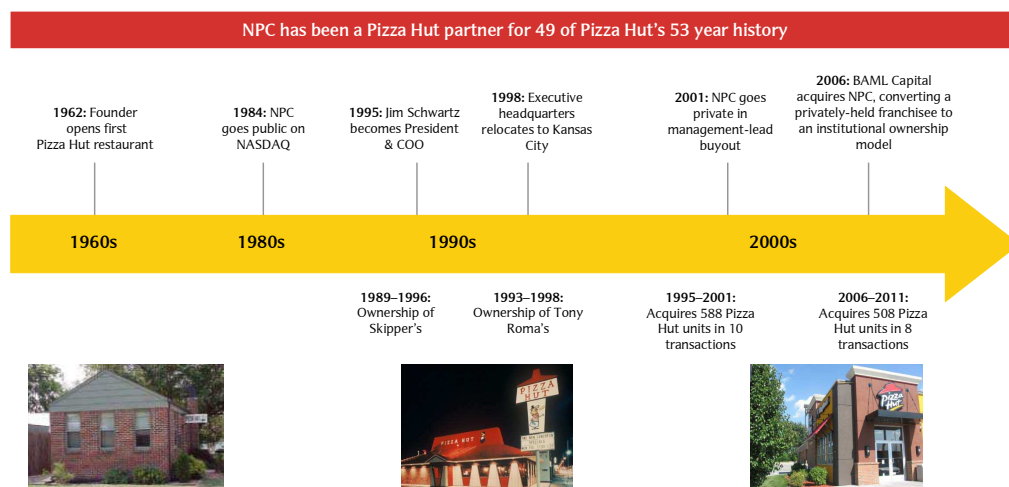 NPC has been a Pizza Hut partner for 49 of Pizza Hut's 53 year history
1962: Founder
opens first
Pizza Hut restaurant
1984: NPC
goes public on
NASDAQ
1995: Jim Schwartz
becomes President
& COO
1998: Executive
headquarters
relocates to Kansas
City
2001: NPC goes
private in
management-lead
buyout
2006: BAML Capital
acquires NPC, converting a
privately-held franchisee to
an institutional ownership
model
1960s
1980s
1990s
2000s
1989–1996:
Ownership of
Skipper's
1993–1998:
Ownership of Tony
Roma's
1995–2001:
Acquires 588 Pizza
Hut units in 10
transactions
2006–2011:
Acquires 508 Pizza
Hut units in 8
transactions
PIZZA HUT
PIZZA
HUT
Pizza
Hut